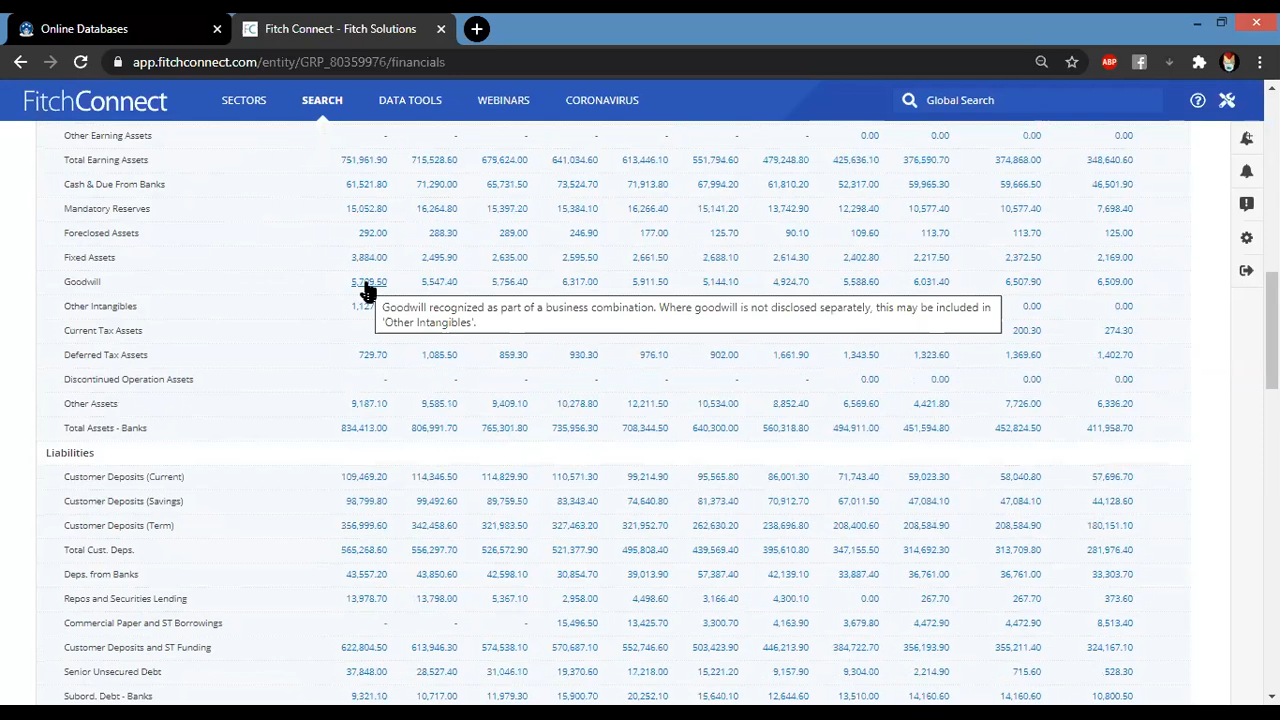 Online Databases
Fitch Connect - Fitch Solutions
app.fitchconnect.com/entity/GRP_80359976/financials
ABP
FitchConnect SECTORS SEARCH DATA TOOLS WEBINARS CORONAVIRUS Global Search
Other Earning Assets - - - - - - - 0.00 0.00 0.00 0.00
Total Earning Assets 751,961.90 715,528.60 679,624.00 641,034.60 613,446.10 551,794.60 479,248.80 425,636.10 376,590.70 374,868.00 348,640.60
Cash & Due From Banks 61,521.80 71,290.00 65,731.50 73,524.70 71,913.80 67,994.20 61,810.20 52,317.00 59,965.30 59,666.50 46,501.90
Mandatory Reserves 15,052.80 16,264.80 15,397.20 15,384.10 16,266.40 15,141.20 13,742.90 12,298.40 10,577.40 10,577.40 7,698.40
Foreclosed Assets 292.00 288.30 289.00 246.90 177.00 125.70 90.10 109.60 113.70 113.70 125.00
Fixed Assets 3,884.00 2,495.90 2,635.00 2,595.50 2,661.50 2,688.10 2,614.30 2,402.80 2,217.50 2,372.50 2,169.00
Goodwill 5,547.40 5,756.40 6,317.00 5,911.50 5,144.10 4,924.70 5,588.60 6,031.40 6,507.90 6,509.00
Other Intangibles 0.00 0.00
Goodwill recognized as part of a business combination. Where goodwill is not disclosed separately, this may be included in
'Other Intangibles'.
Current Tax Assets 200.30 274.30
Deferred Tax Assets 729.70 1,085.50 859.30 930.30 976.10 902.00 1,661.90 1,343.50 1,323.60 1,369.60 1,402.70
Discontinued Operation Assets - - - - - - - 0.00 0.00 0.00 0.00
Other Assets 9,187.10 9,585.10 9,409.10 10,278.80 12,211.50 10,534.00 8,852.40 6,569.60 4,421.80 7,726.00 6,336.20
Total Assets - Banks 834,413.00 806,991.70 765,301.80 735,956.30 708,344.50 640,300.00 560,318.80 494,911.00 451,594.80 452,824.50 411,958.70
Liabilities
Customer Deposits (Current) 109,469.20 114,346.50 114,829.90 110,571.30 99,214.90 95,565.80 86,001.30 71,743.40 59,023.30 58,040.80 57,696.70
Customer Deposits (Savings) 98,799.80 99,492.60 89,759.50 83,343.40 74,640.80 81,373.40 70,912.70 67,011.50 47,084.10 47,084.10 44,128.60
Customer Deposits (Term) 356,999.60 342,458.60 321,983.50 327,463.20 321,952.70 262,630.20 238,696.80 208,400.60 208,584.90 208,584.90 180,151.10
Total Cust. Deps. 565,268.60 556,297.70 526,572.90 521,377.90 495,808.40 439,569.40 395,610.80 347,155.50 314,692.30 313,709.80 281,976.40
Deps. from Banks 43,557.20 43,850.60 42,598.10 30,854.70 39,013.90 57,387.40 42,139.10 33,887.40 36,761.00 36,761.00 33,303.70
Repos and Securities Lending 13,978.70 13,798.00 5,367.10 2,958.00 4,498.60 3,166.40 4,300.10 0.00 267.70 267.70 373.60
Commercial Paper and ST Borrowings - - - 15,496.50 13,425.70 3,300.70 4,163.90 3,679.80 4,472.90 4,472.90 8,513.40
Customer Deposits and ST Funding 622,804.50 613,946.30 574,538.10 570,687.10 552,746.60 503,423.90 446,213.90 384,722.70 356,193.90 355,211.40 324,167.10
Senior Unsecured Debt 37,848.00 28,527.40 31,046.10 19,370.60 17,218.00 15,221.20 9,157.90 9,304.00 2,214.90 715.60 528.30
Subord. Debt - Banks 9,321.10 10,717.00 11,979.30 15,900.70 20,252.10 15,640.10 12,644.60 13,510.00 14,160.60 14,160.60 10,800.50